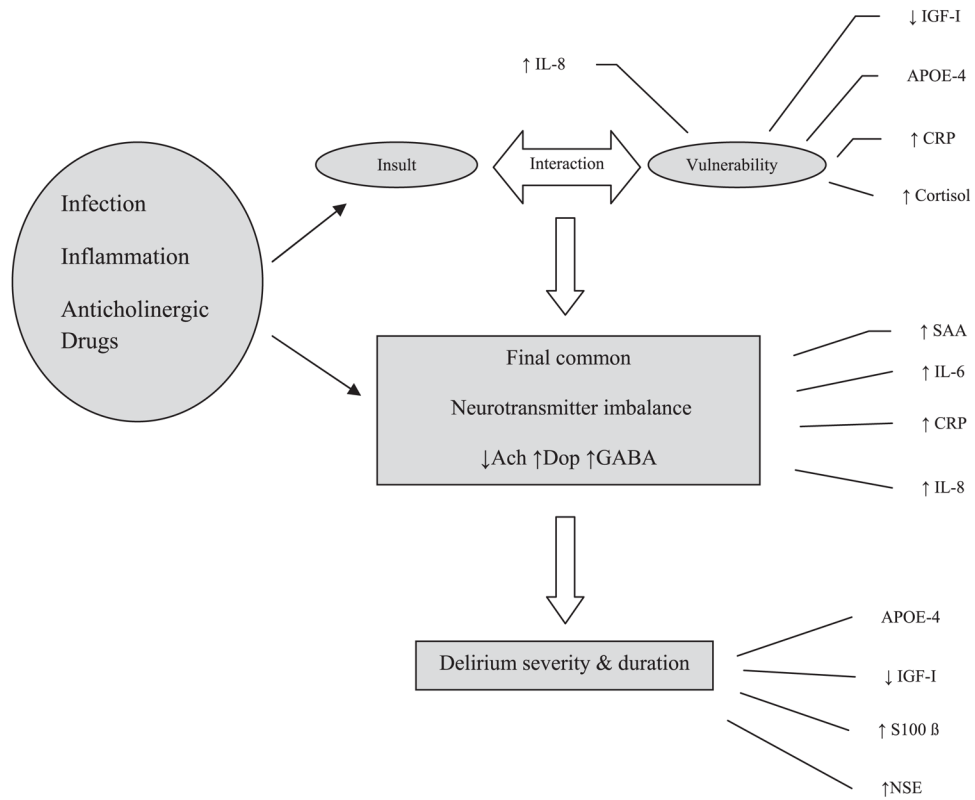 ↓ IGF-I
↑ IL-8
APOE-4
↑ CRP
Insult
Interaction
Vulnerability
↑ Cortisol
Infection
Inflammation
Anticholinergic
Drugs
Final common
Neurotransmitter imbalance
↓Ach ↑Dop ↑GABA
↑ SAA
↑ IL-6
↑ CRP
↑ IL-8
Delirium severity & duration
APOE-4
↓ IGF-I
↑ S100 ß
↑NSE